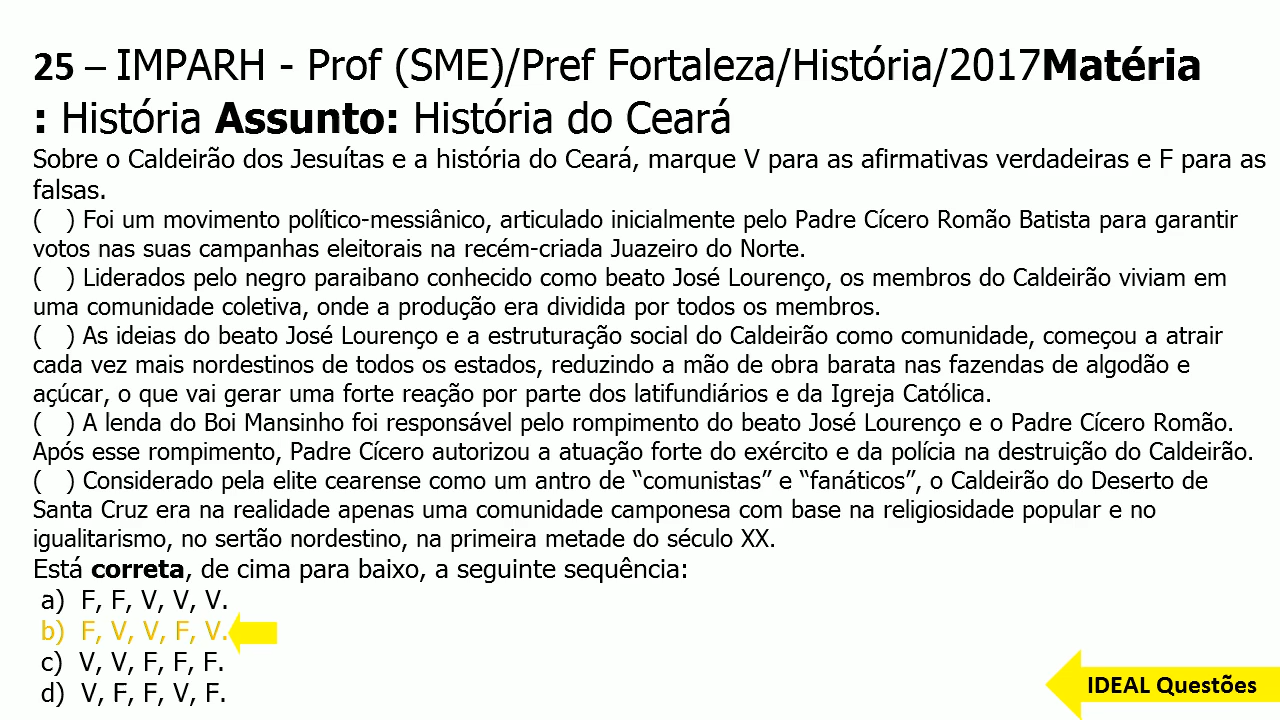 25 – IMPARH - Prof (SME)/Pref Fortaleza/História/2017Matéria
: História Assunto: História do Ceará
Sobre o Caldeirão dos Jesuítas e a história do Ceará, marque V para as afirmativas verdadeiras e F para as
falsas.
(   ) Foi um movimento político-messiânico, articulado inicialmente pelo Padre Cícero Romão Batista para garantir
votos nas suas campanhas eleitorais na recém-criada Juazeiro do Norte.
(   ) Liderados pelo negro paraibano conhecido como beato José Lourenço, os membros do Caldeirão viviam em
uma comunidade coletiva, onde a produção era dividida por todos os membros.
(   ) As ideias do beato José Lourenço e a estruturação social do Caldeirão como comunidade, começou a atrair
cada vez mais nordestinos de todos os estados, reduzindo a mão de obra barata nas fazendas de algodão e
açúcar, o que vai gerar uma forte reação por parte dos latifundiários e da Igreja Católica.
(   ) A lenda do Boi Mansinho foi responsável pelo rompimento do beato José Lourenço e o Padre Cícero Romão.
Após esse rompimento, Padre Cícero autorizou a atuação forte do exército e da polícia na destruição do Caldeirão.
(   ) Considerado pela elite cearense como um antro de “comunistas” e “fanáticos”, o Caldeirão do Deserto de
Santa Cruz era na realidade apenas uma comunidade camponesa com base na religiosidade popular e no
igualitarismo, no sertão nordestino, na primeira metade do século XX.
Está correta, de cima para baixo, a seguinte sequência:
a)  F, F, V, V, V.
b)  F, V, V, F, V.
c)  V, V, F, F, F.
d)  V, F, F, V, F.
IDEAL Questões